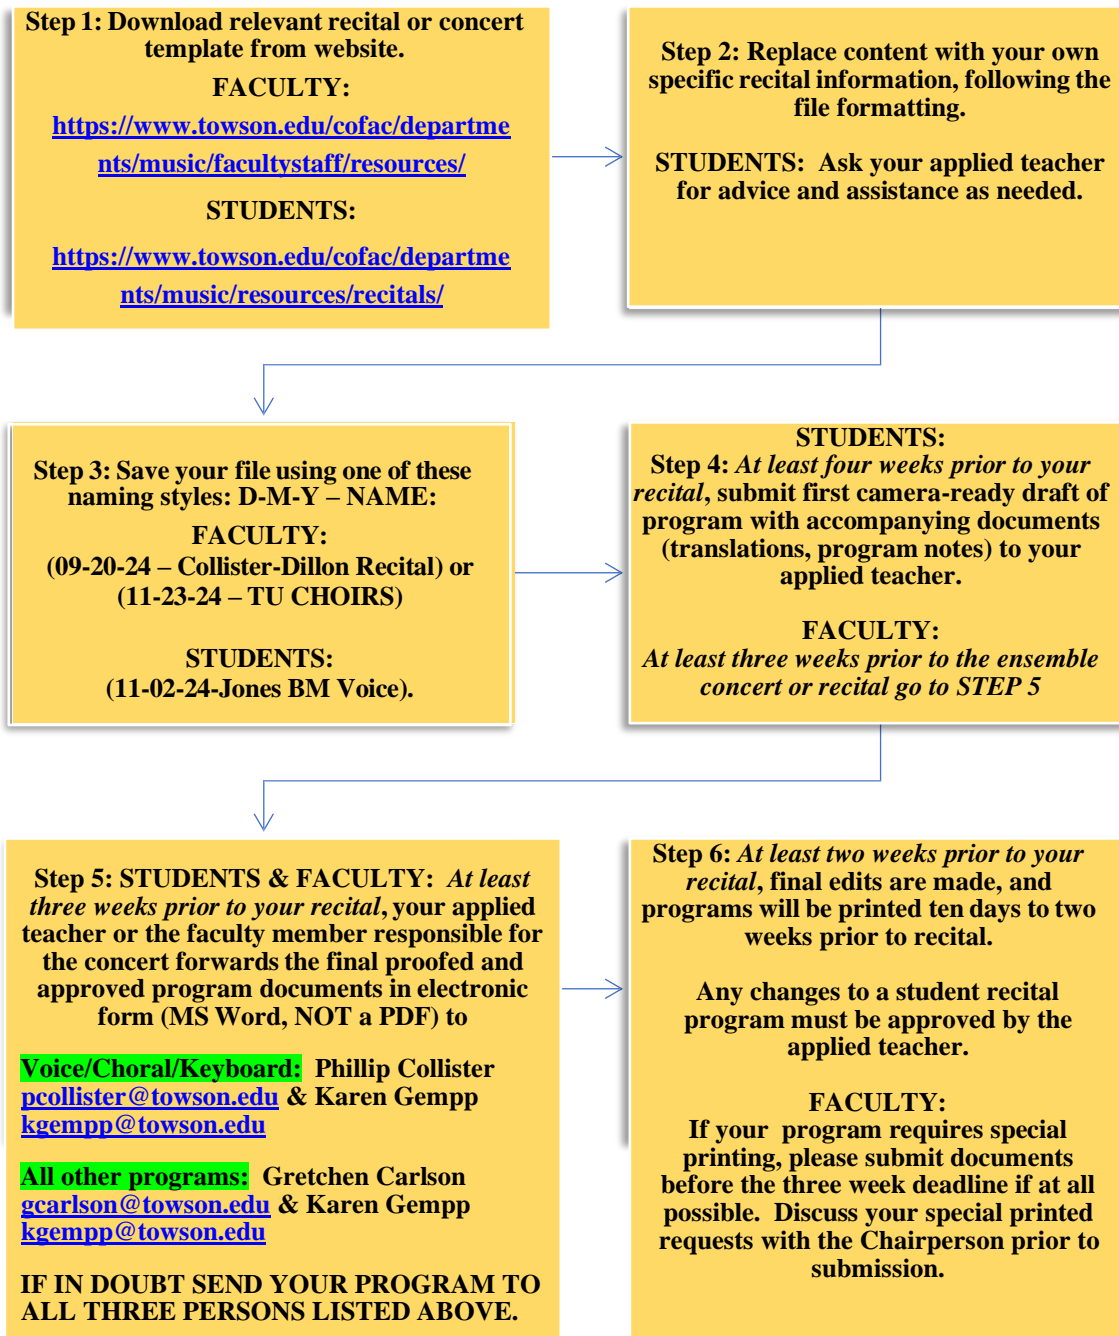 Step 1: Download relevant recital or concert
template from website.
FACULTY:
https://www.towson.edu/cofac/departme
nts/music/facultystaff/resources/
STUDENTS:
https://www.towson.edu/cofac/departme
nts/music/resources/recitals/
Step 2: Replace content with your own
specific recital information, following the
file formatting.
STUDENTS: Ask your applied teacher
for advice and assistance as needed.
Step 3: Save your file using one of these
naming styles: D-M-Y – NAME:
FACULTY:
(09-20-24 – Collister-Dillon Recital) or
(11-23-24 – TU CHOIRS)
STUDENTS:
(11-02-24-Jones BM Voice).
STUDENTS:
Step 4: At least four weeks prior to your
recital, submit first camera-ready draft of
program with accompanying documents
(translations, program notes) to your
applied teacher.
FACULTY:
At least three weeks prior to the ensemble
concert or recital go to STEP 5
Step 5: STUDENTS & FACULTY: At least
three weeks prior to your recital, your applied
teacher or the faculty member responsible for
the concert forwards the final proofed and
approved program documents in electronic
form (MS Word, NOT a PDF) to
Voice/Choral/Keyboard: Phillip Collister
pcollister@towson.edu & Karen Gempp
kgempp@towson.edu
All other programs: Gretchen Carlson
gcarlson@towson.edu & Karen Gempp
kgempp@towson.edu
IF IN DOUBT SEND YOUR PROGRAM TO
ALL THREE PERSONS LISTED ABOVE.
Step 6: At least two weeks prior to your
recital, final edits are made, and
programs will be printed ten days to two
weeks prior to recital.
Any changes to a student recital
program must be approved by the
applied teacher.
FACULTY:
If your program requires special
printing, please submit documents
before the three week deadline if at all
possible. Discuss your special printed
requests with the Chairperson prior to
submission.